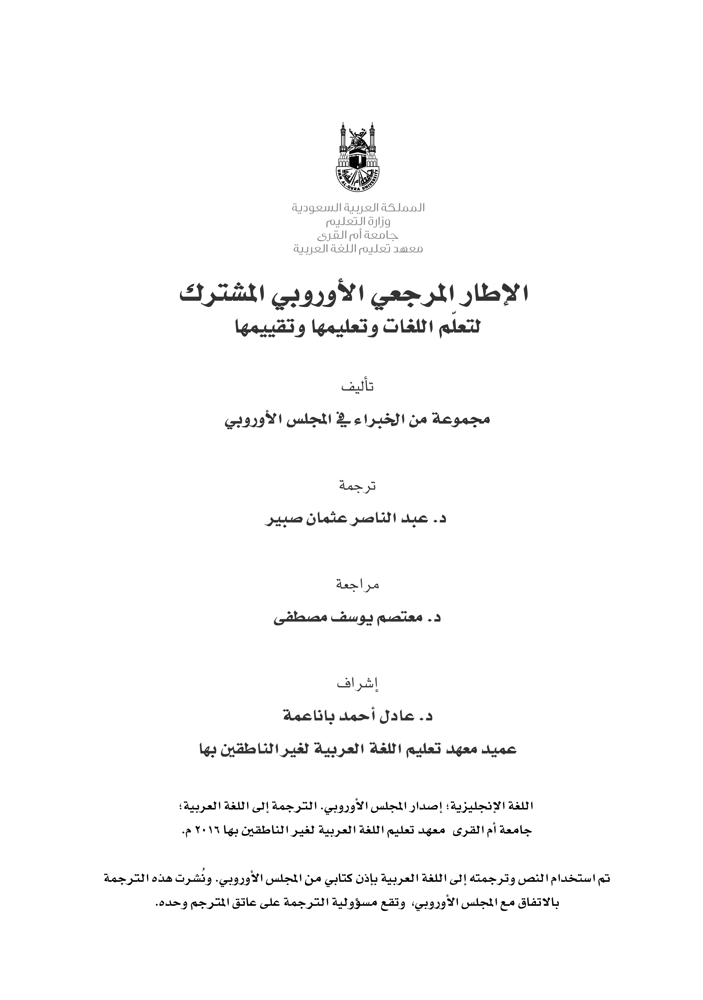 جامعة أم القرى
UMM AL-QURA UNIVERSITY
المملكة العربية السعودية
وزارة التعليم
جامعة أم القرى
معهد تعليم اللغة العربية
الإطار المرجعي الأوروبي المشترك
لتعلّم اللغات وتعليمها وتقييمها
تأليف
مجموعة من الخبراء في المجلس الأوروبي
ترجمة
د. عبد الناصر عثمان صبير
مراجعة
د. معتصم يوسف مصطفى
إشراف
د. عادل أحمد باناعمة
عميد معهد تعليم اللغة العربية لغير الناطقين بها
اللغة الإنجليزية؛ إصدار المجلس الأوروبي. الترجمة إلى اللغة العربية؛
جامعة أم القرى معهد تعليم اللغة العربية لغير الناطقين بها ٢٠١٦ م.
تم استخدام النص وترجمته إلى اللغة العربية بإذن كتابي من المجلس الأوروبي. ونُشرت هذه الترجمة
بالاتفاق مع المجلس الأوروبي، وتقع مسؤولية الترجمة على عاتق المترجم وحده.